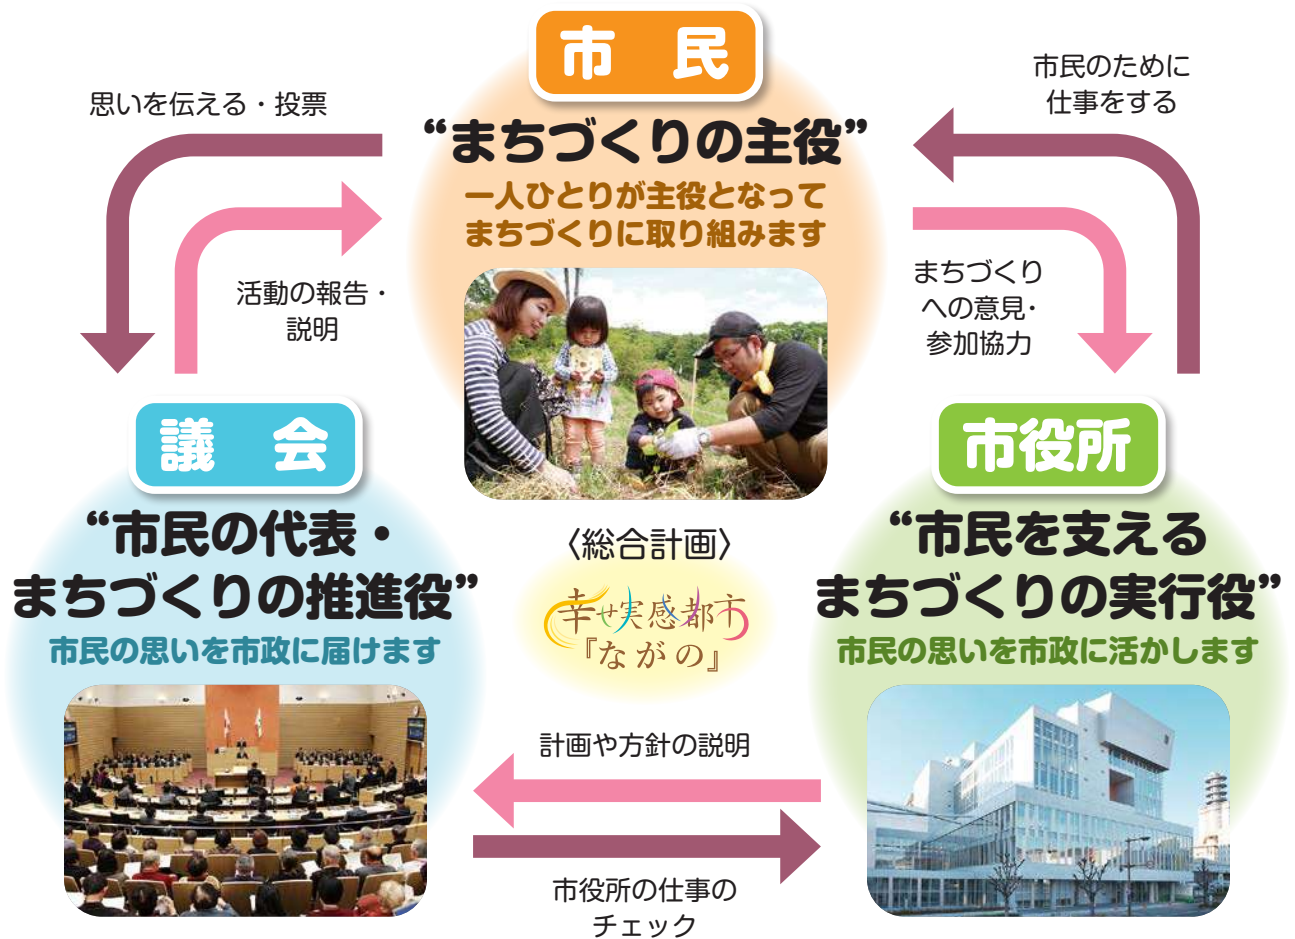 市　民
“まちづくりの主役”
一人ひとりが主役となって
まちづくりに取り組みます
思いを伝える・投票
活動の報告・
説明
市民のために
仕事をする
まちづくり
への意見・
参加協力
議　会
“市民の代表・
まちづくりの推進役”
市民の思いを市政に届けます
〈総合計画〉
幸せ実感都市
『ながの』
市役所
“市民を支える
まちづくりの実行役”
市民の思いを市政に活かします
計画や方針の説明
市役所の仕事の
チェック